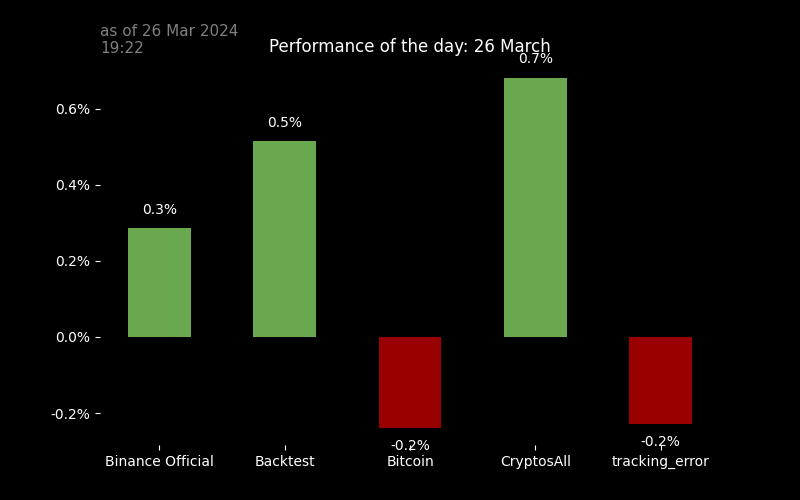 as of 26 Mar 2024
19:22
Performance of the day: 26 March
0.7%
0.6%
0.5%
0.4%
0.3%
0.2%
0.0%
-0.2%
-0.2%
-0.2%
Binance Official
Backtest
Bitcoin
CryptosAll
tracking_error